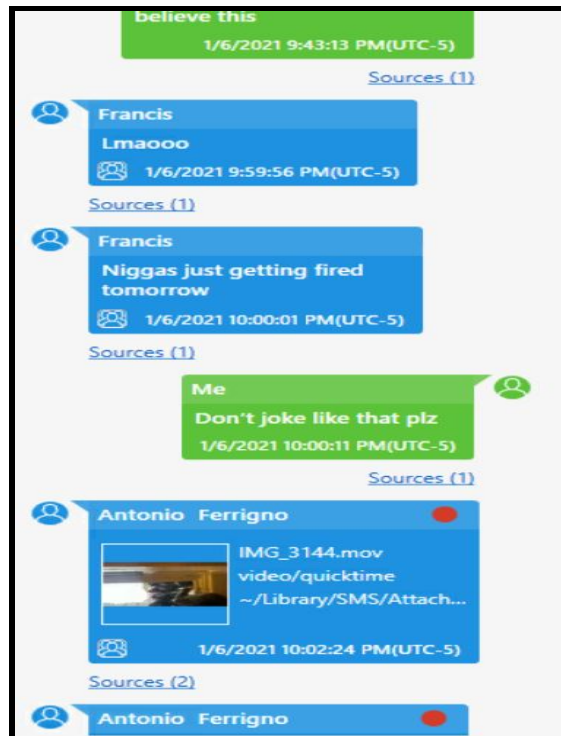 believe this
1/6/2021 9:43:13 PM(UTC-5)
Sources (1)
Francis
Lmaooo
1/6/2021 9:59:56 PM(UTC-5)
Sources (1)
Francis
Niggas just getting fired
tomorrow
1/6/2021 10:00:01 PM(UTC-5)
Sources (1)
Me
Don't joke like that plz
1/6/2021 10:00:11 PM(UTC-5)
Sources (1)
Antonio Ferrigno
IMG_3144.mov
video/quicktime
~/Library/SMS/Attach...
1/6/2021 10:02:24 PM(UTC-5)
Sources (2)
Antonio Ferrigno